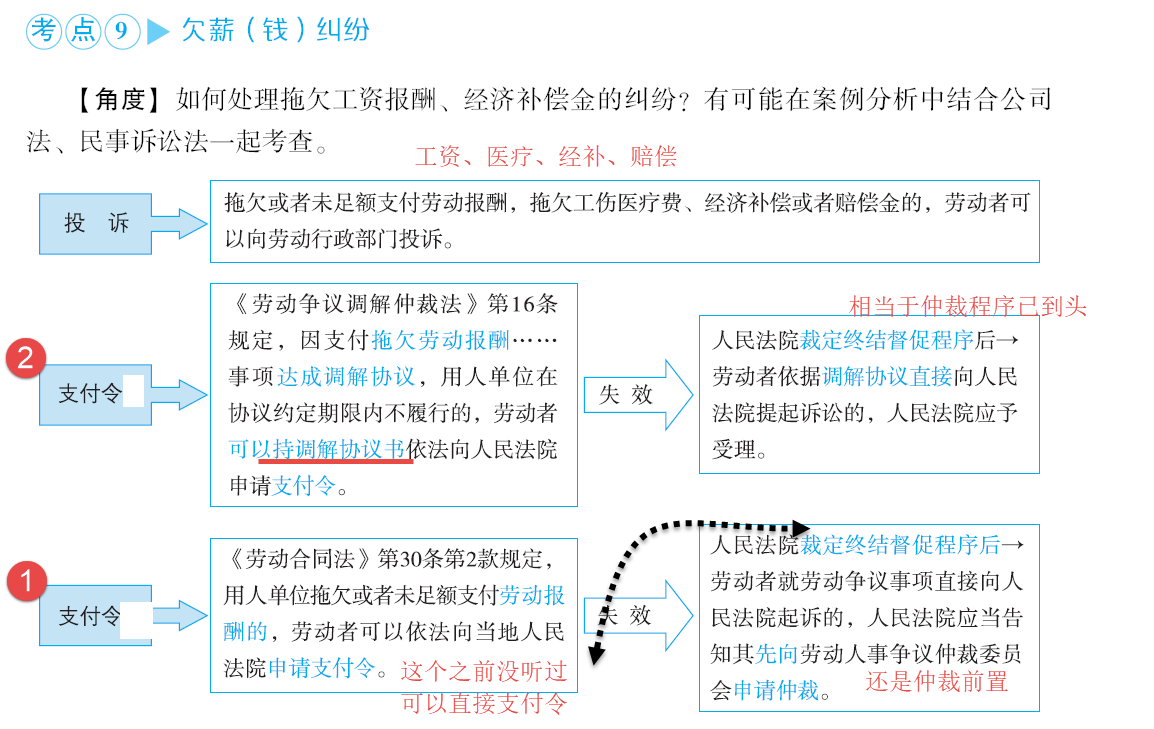 考点9 欠薪（钱）纠纷
【角度】如何处理拖欠工资报酬、经济补偿金的纠纷？有可能在案例分析中结合公司
法、民事诉讼法一起考查。
工资、医疗、经补、赔偿
投 诉
拖欠或者未足额支付劳动报酬，拖欠工伤医疗费、经济补偿或者赔偿金的，劳动者可
以向劳动行政部门投诉。
2
支付令
《劳动争议调解仲裁法》第16条
规定，因支付拖欠劳动报酬……
事项达成调解协议，用人单位在
协议约定期限内不履行的，劳动者
可以持调解协议书依法向人民法院
申请支付令。
失 效
相当于仲裁程序已到头
人民法院裁定终结督促程序后→
劳动者依据调解协议直接向人民
法院提起诉讼的，人民法院应予
受理。
1
支付令
《劳动合同法》第30条第2款规定，
用人单位拖欠或者未足额支付劳动报
酬的，劳动者可以依法向当地人民
法院申请支付令。
这个之前没听过
可以直接支付令
失 效
人民法院裁定终结督促程序后→
劳动者就劳动争议事项直接向人
民法院起诉的，人民法院应当告
知其先向劳动人事争议仲裁委员
会申请仲裁。
还是仲裁前置